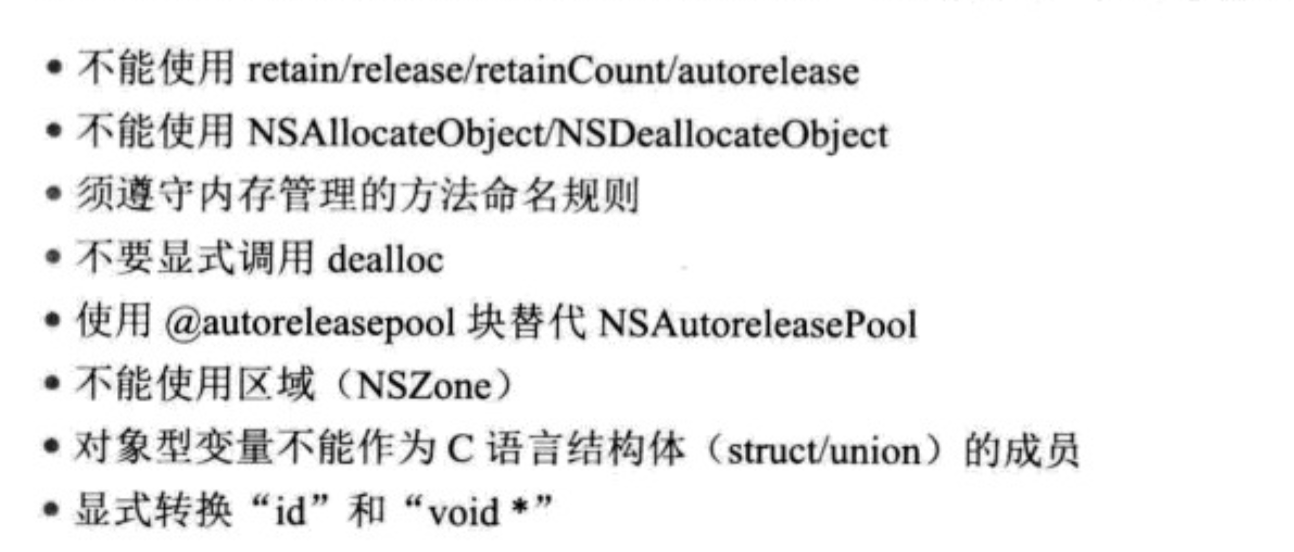 • 不能使用 retain/release/retainCount/autorelease
• 不能使用 NSAllocateObject/NSDeallocateObject
• 须遵守内存管理的方法命名规则
• 不要显式调用 dealloc
• 使用 @autoreleasepool 块替代 NSAutoreleasePool
• 不能使用区域（NSZone）
• 对象型变量不能作为 C 语言结构体（struct/union）的成员
• 显式转换“id”和“void *”